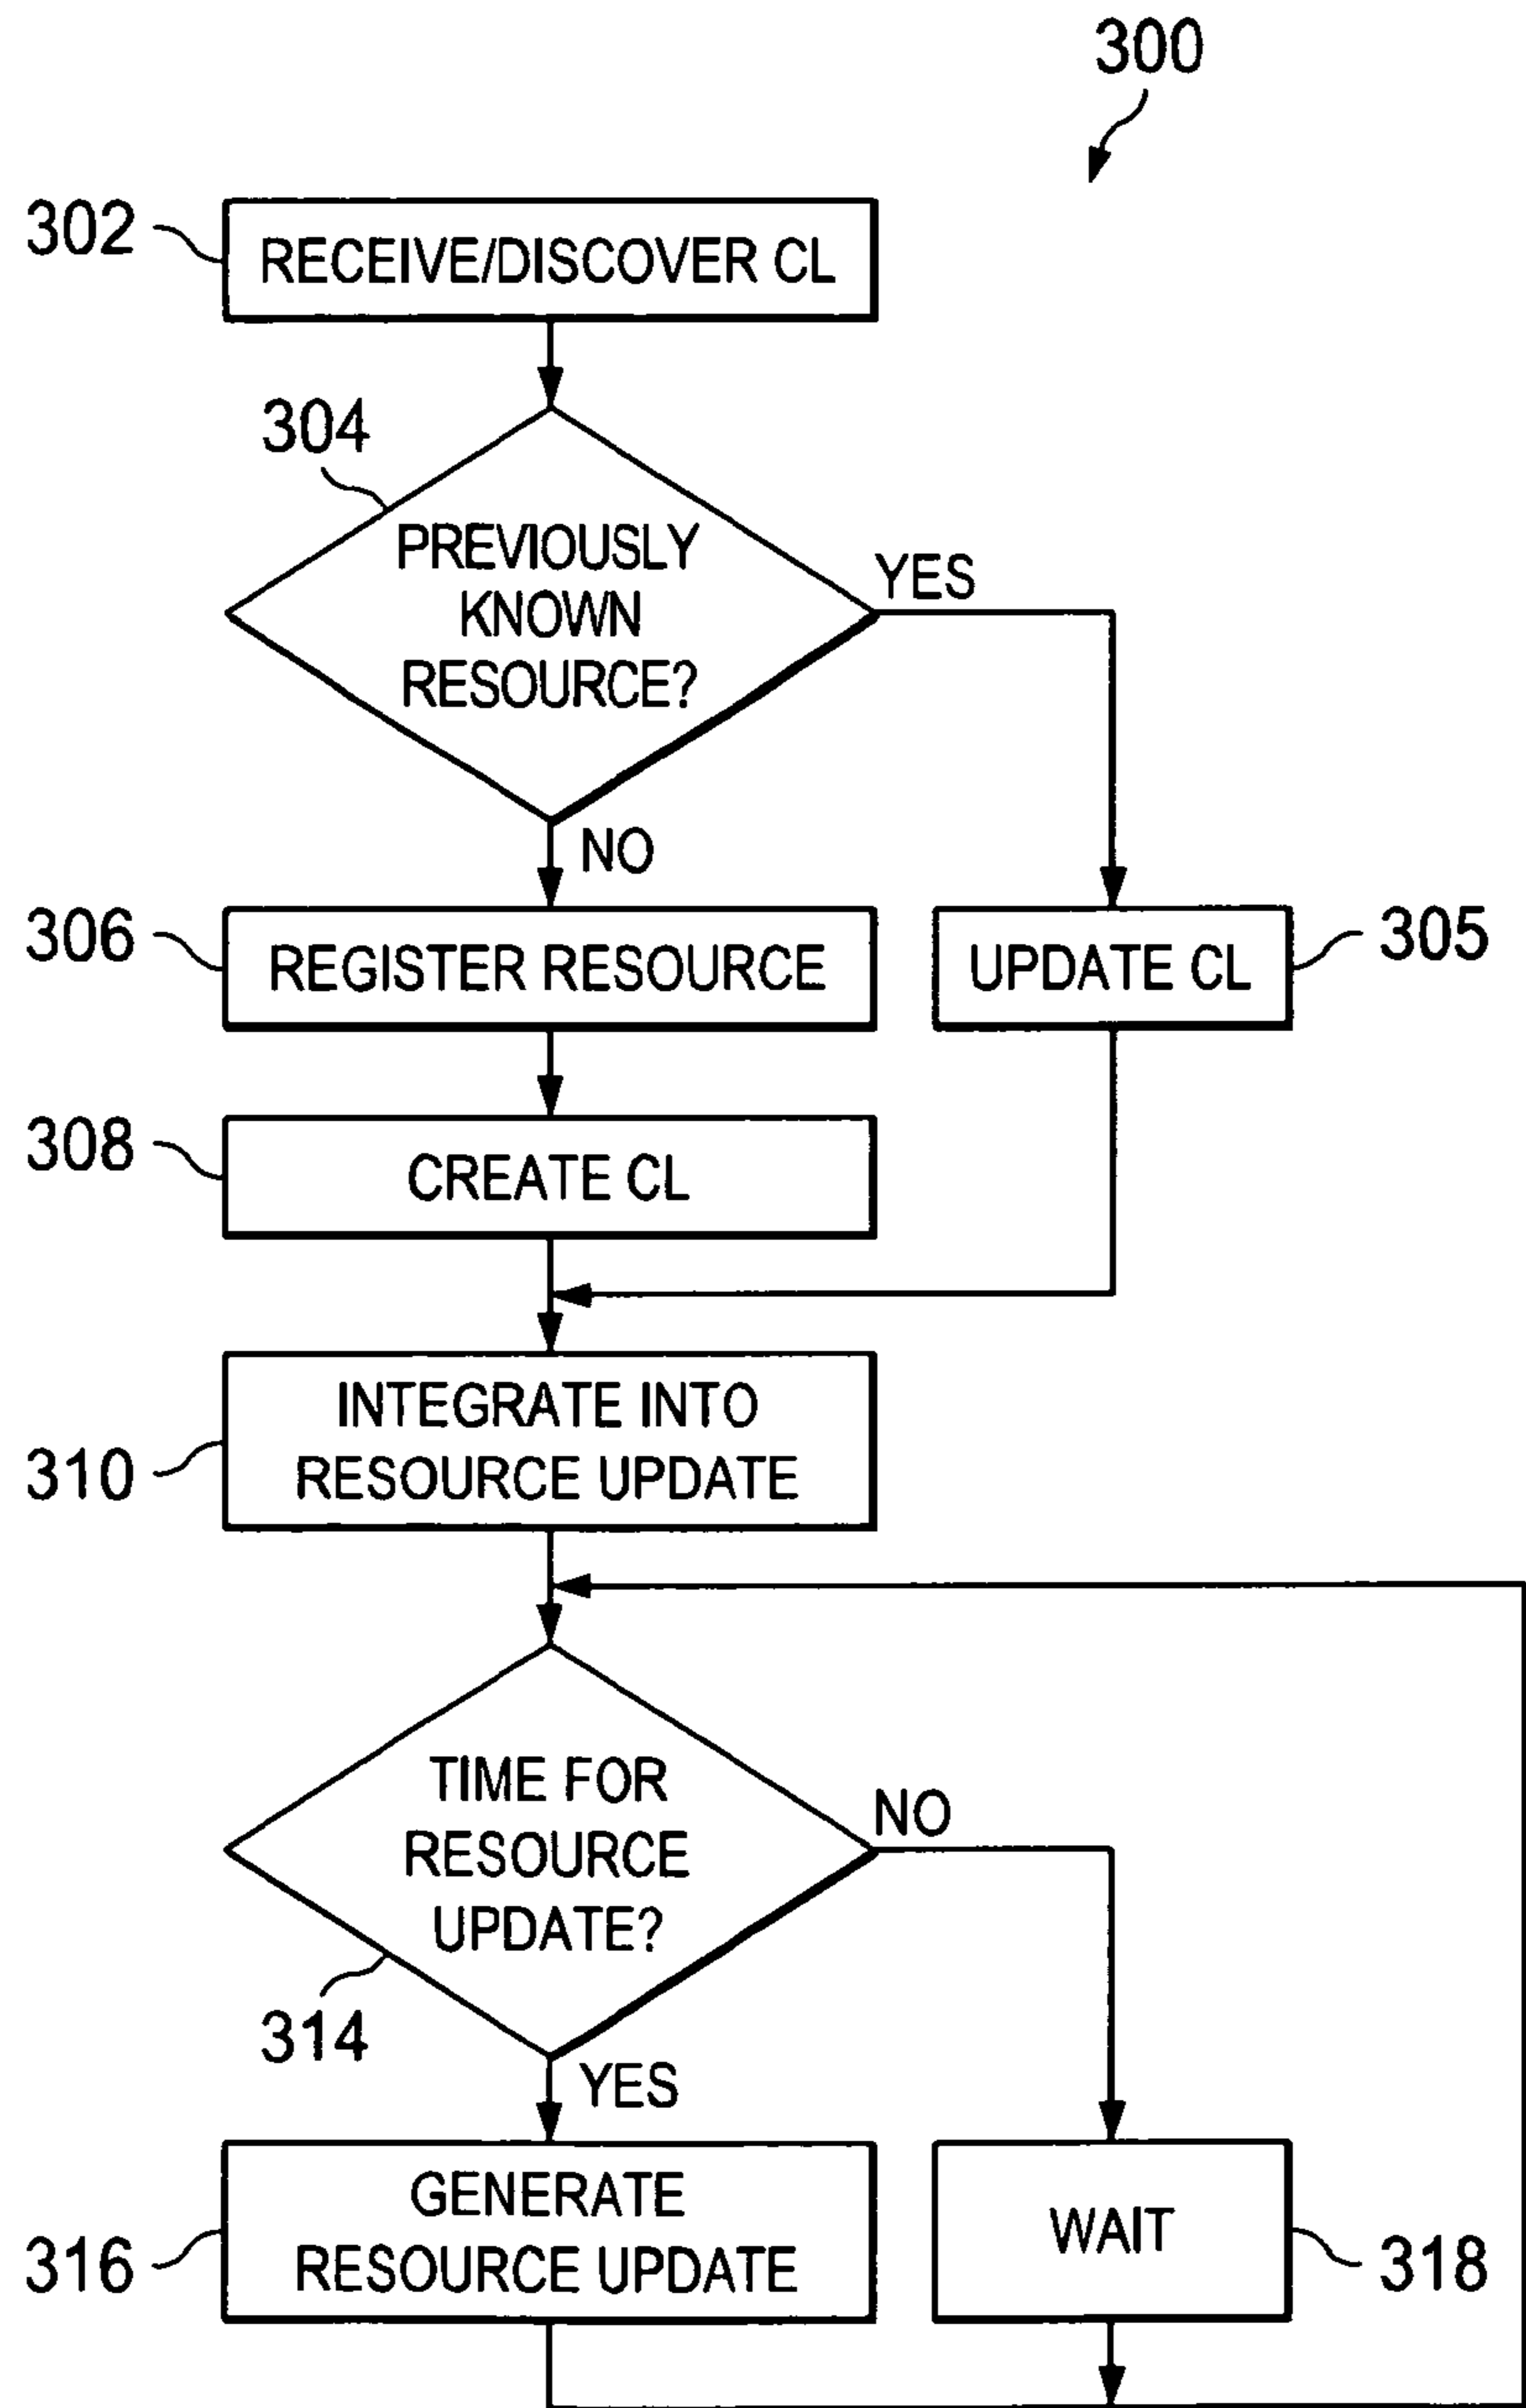 300
302
RECEIVE/DISCOVER CL
304
PREVIOUSLY
KNOWN
RESOURCE?
YES
NO
306
REGISTER RESOURCE
UPDATE CL
305
308
CREATE CL
310
INTEGRATE INTO
RESOURCE UPDATE
TIME FOR
RESOURCE
UPDATE?
NO
314
YES
316
GENERATE
RESOURCE UPDATE
WAIT
318